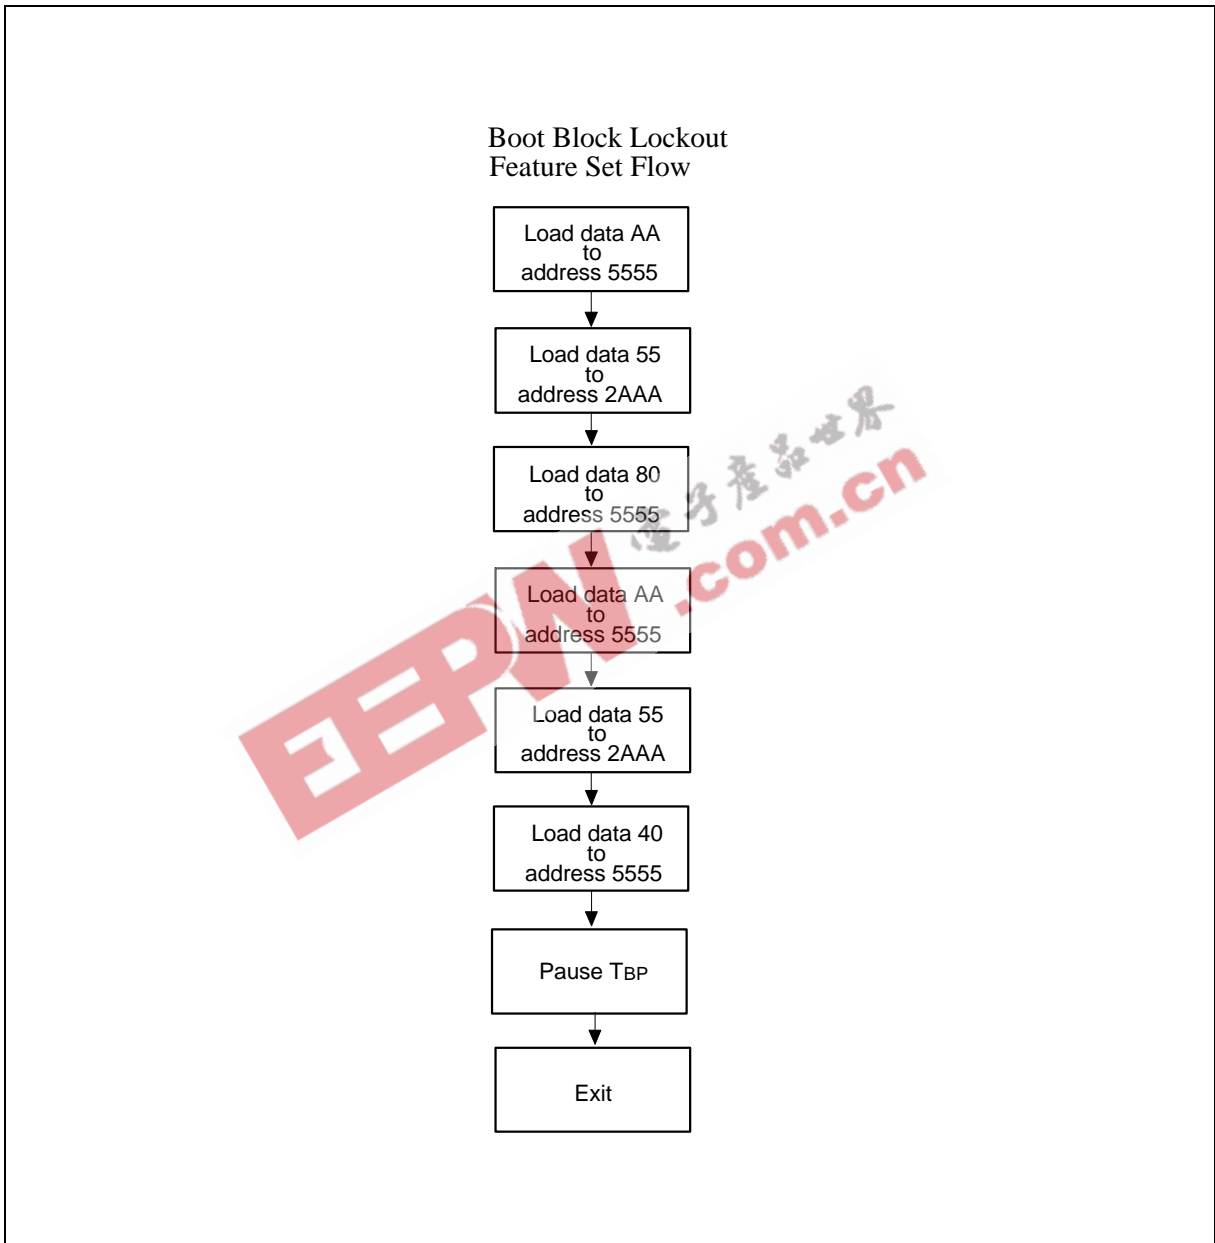 Boot Block Lockout
Feature Set Flow
Load data AA
to
address 5555
Load data 55
to
address 2AAA
Load data 80
to
address 5555
Load data AA
to
address 5555
Load data 55
to
address 2AAA
Load data 40
to
address 5555
Pause TBP
Exit
EEPW.com.cn
電子產品世界